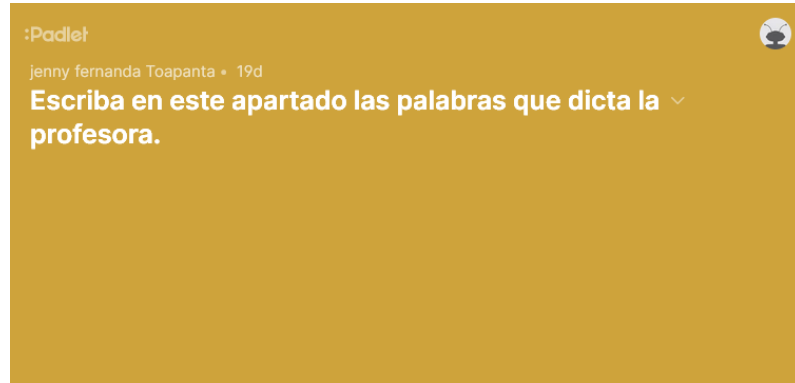 :Padlet
jenny fernanda Toapanta • 19d
Escriba en este apartado las palabras que dicta la
profesora.